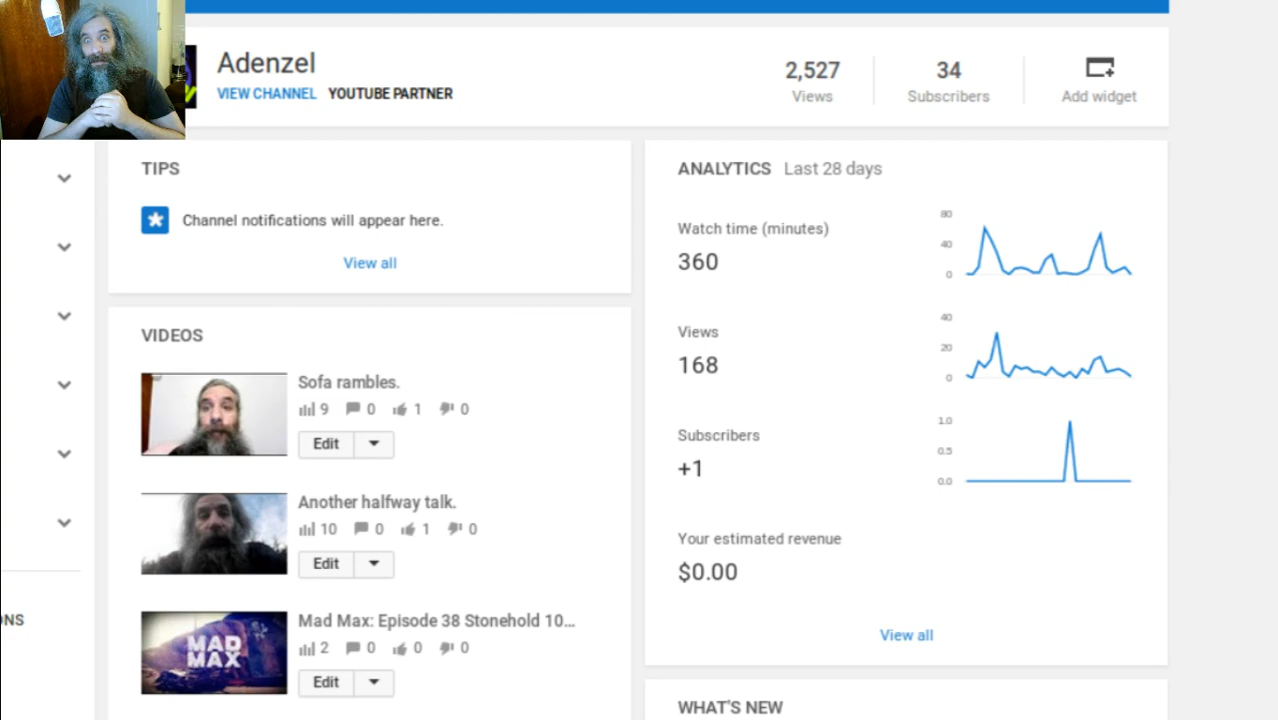 Adenzel
VIEW CHANNEL YOUTUBE PARTNER
2,527
Views
34
Subscribers
Add widget
TIPS
Channel notifications will appear here.
View all
VIDEOS
Sofa rambles.
9 0 1 0
Edit
Another halfway talk.
10 0 1 0
Edit
MAD
MAX
Mad Max: Episode 38 Stonehold 10...
2 0 0 0
Edit
ONS
ANALYTICS Last 28 days
Watch time (minutes)
360
80
40
0
Views
168
40
20
0
Subscribers
+1
1.0
0.5
0.0
Your estimated revenue
$0.00
View all
WHAT'S NEW